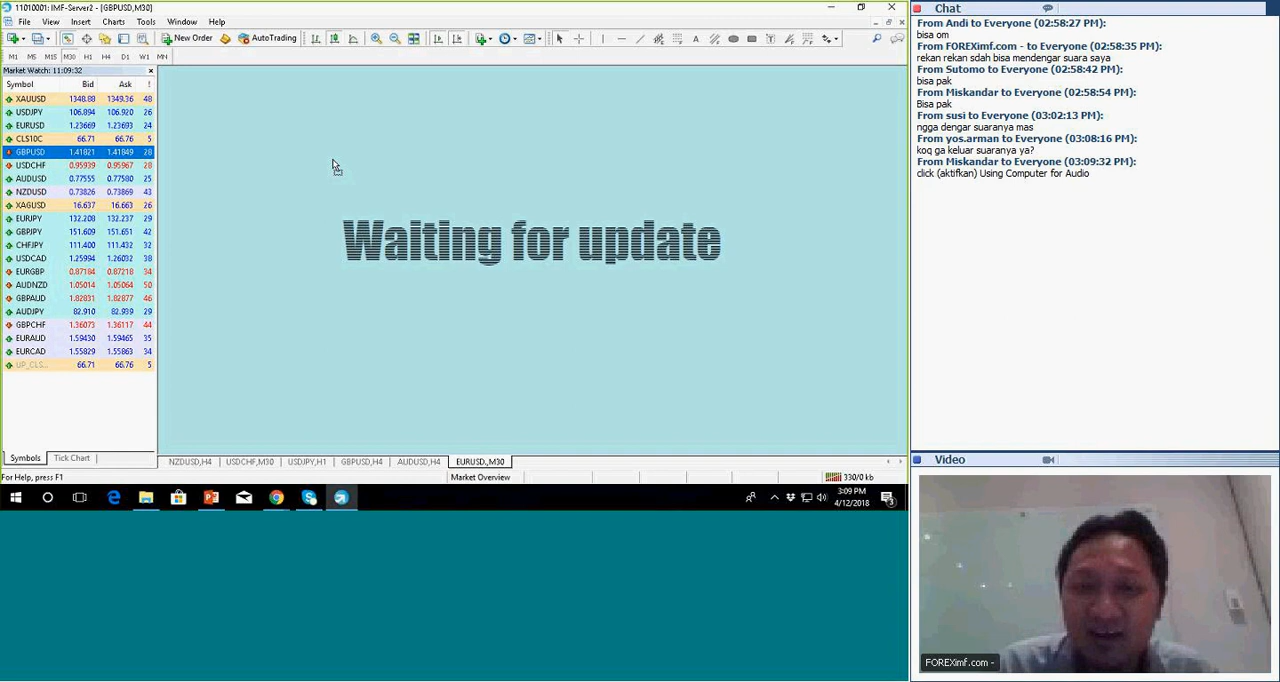 11010001: IMF-Server2 - [GBPUSD,M30]
File View Insert Charts Tools Window Help
New Order AutoTrading
M1 M5 M15 M30 H1 H4 D1 W1 MN
Market Watch: 11:09:32
Symbol Bid Ask !
XAUUSD 1348.88 1349.36 48
USDJPY 106.894 106.920 26
EURUSD 1.23669 1.23693 24
CLS10C 66.71 66.76 5
GBPUSD 1.41821 1.41849 28
USDCHF 0.95939 0.95967 28
AUDUSD 0.77555 0.77580 25
NZDUSD 0.73826 0.73869 43
XAGUSD 16.637 16.663 26
EURJPY 132.208 132.237 29
GBPJPY 151.609 151.651 42
CHFJPY 111.400 111.432 32
USDCAD 1.25994 1.26032 38
EURGBP 0.87184 0.87218 34
AUDNZD 1.05014 1.05064 50
GBPAUD 1.82831 1.82877 46
AUDJPY 82.910 82.939 29
GBPCHF 1.36073 1.36117 44
EURAUD 1.59430 1.59465 35
EURCAD 1.55829 1.55863 34
UP_CLS... 66.71 66.76 5
Symbols Tick Chart
Waiting for update
NZDUSD,H4 USDCHF,M30 USDJPY,H1 GBPUSD,H4 AUDUSD,H4 EURUSD.,M30
For Help, press F1 Market Overview 330/0 kb
3:09 PM
4/12/2018
Chat
From Andi to Everyone (02:58:27 PM):
bisa om
From FOREXimf.com - to Everyone (02:58:35 PM):
rekan rekan sdah bisa mendengar suara saya
From Sutomo to Everyone (02:58:42 PM):
bisa pak
From Miskandar to Everyone (02:58:54 PM):
Bisa pak
From susi to Everyone (03:02:13 PM):
ngga dengar suaranya mas
From yos.arman to Everyone (03:08:16 PM):
koq ga keluar suaranya ya?
From Miskandar to Everyone (03:09:32 PM):
click (aktifkan) Using Computer for Audio
Video
FOREXimf.com -